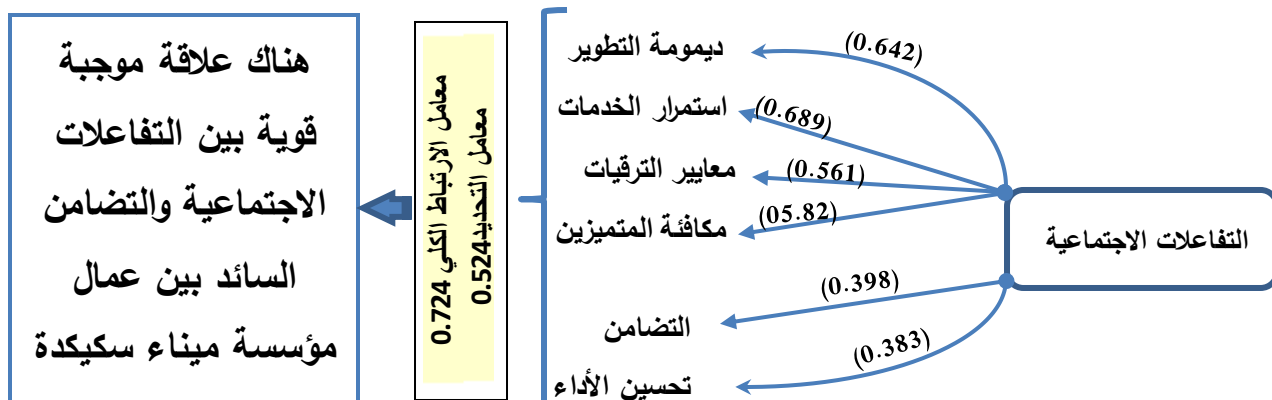 التفاعلات الاجتماعية
(0.642)
ديمومة التطوير
(0.689)
استمرار الخدمات
(0.561)
معايير الترقيات
(05.82)
مكافئة المتميزين
(0.398)
التضامن
(0.383)
تحسين الأداء
معامل الارتباط الكلي 0.724
معامل التحديد0.524
هناك علاقة موجبة
قوية بين التفاعلات
الاجتماعية والتضامن
السائد بين عمال
مؤسسة ميناء سكيكدة